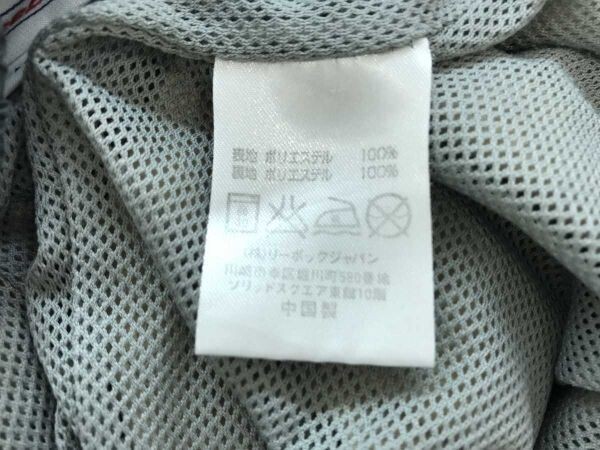 表地 ポリエステル 100%
裏地 ポリエステル 100%
(株)リーボックジャパン
川崎市幸区堀川町580番地
ソリッドスクエア東館10階
中国製